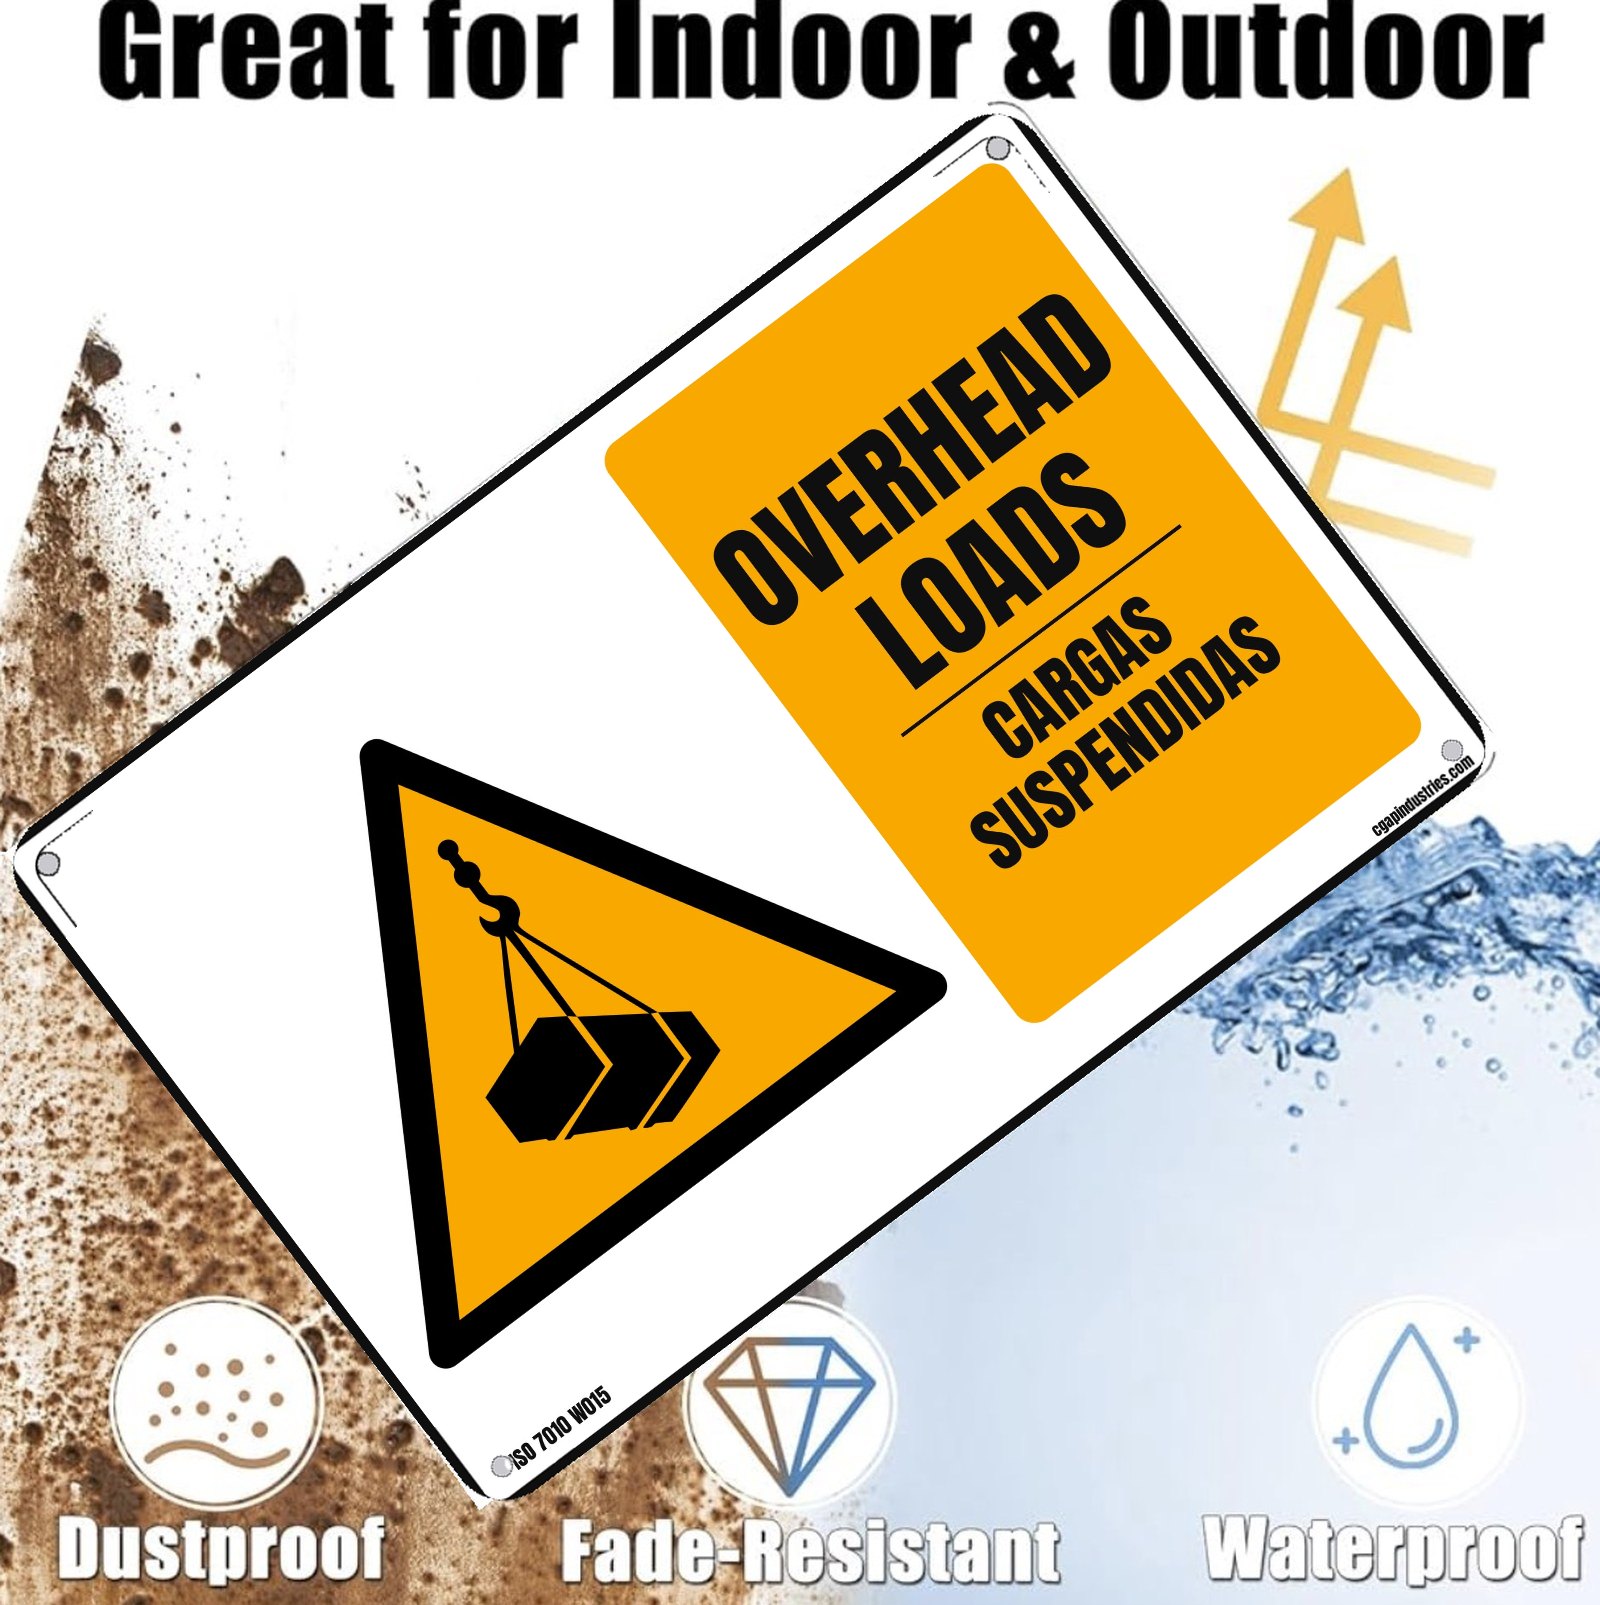 Great for Indoor & Outdoor
OVERHEAD
LOADS
CARGAS
SUSPENDIDAS
cgapindustries.com
ISO 7010 W015
Dustproof
Fade-Resistant
Waterproof